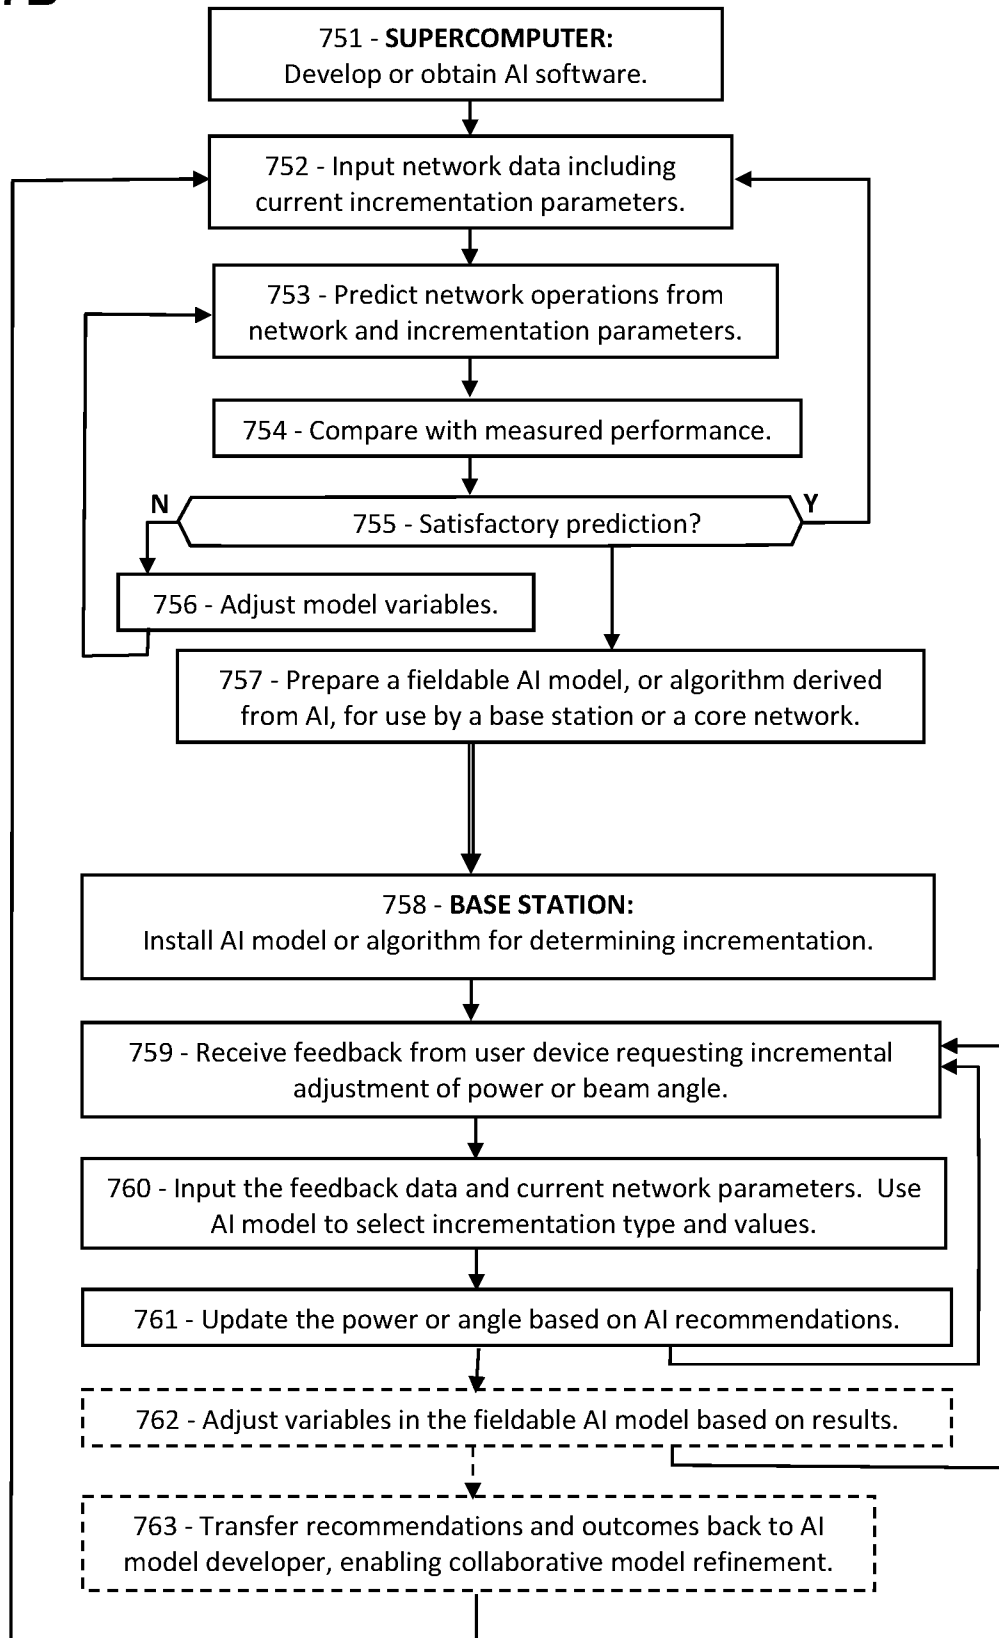 751 - SUPERCOMPUTER:
Develop or obtain AI software.
752 - Input network data including
current incrementation parameters.
753 - Predict network operations from
network and incrementation parameters.
754 - Compare with measured performance.
N
Y
755 - Satisfactory prediction?
756 - Adjust model variables.
757 - Prepare a fieldable AI model, or algorithm derived
from AI, for use by a base station or a core network.
758 - BASE STATION:
Install AI model or algorithm for determining incrementation.
759 - Receive feedback from user device requesting incremental
adjustment of power or beam angle.
760 - Input the feedback data and current network parameters.  Use
AI model to select incrementation type and values.
761 - Update the power or angle based on AI recommendations.
762 - Adjust variables in the fieldable AI model based on results.
763 - Transfer recommendations and outcomes back to AI
model developer, enabling collaborative model refinement.